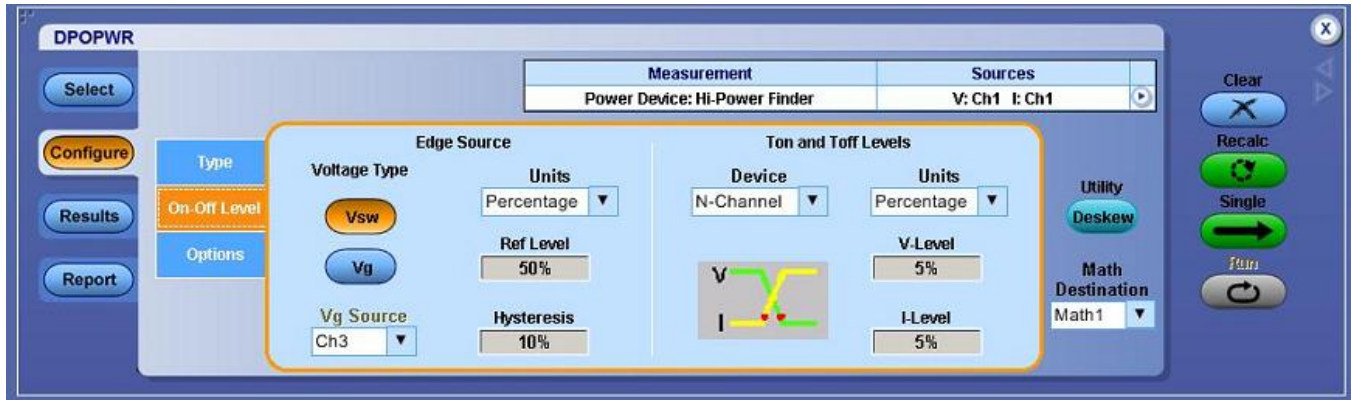 DPOPWR
Select
Configure
Results
Report
Measurement Sources
Power Device: Hi-Power Finder V: Ch1 I: Ch1
Type
On-Off Level
Options
Edge Source
Voltage Type
Vsw
Vg
Vg Source
Ch3
Units
Percentage
Ref Level
50%
Hysteresis
10%
Ton and Toff Levels
Device
N-Channel
V
I
Units
Percentage
V-Level
5%
I-Level
5%
Utility
Deskew
Math
Destination
Math1
X
Clear
Recalc
Single
Run